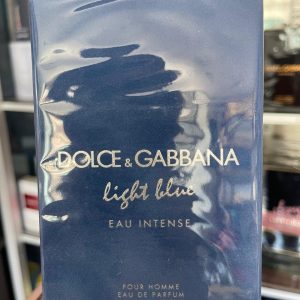 DOLCE & GABBANA
light blue
EAU INTENSE
POUR HOMME
EAU DE PARFUM